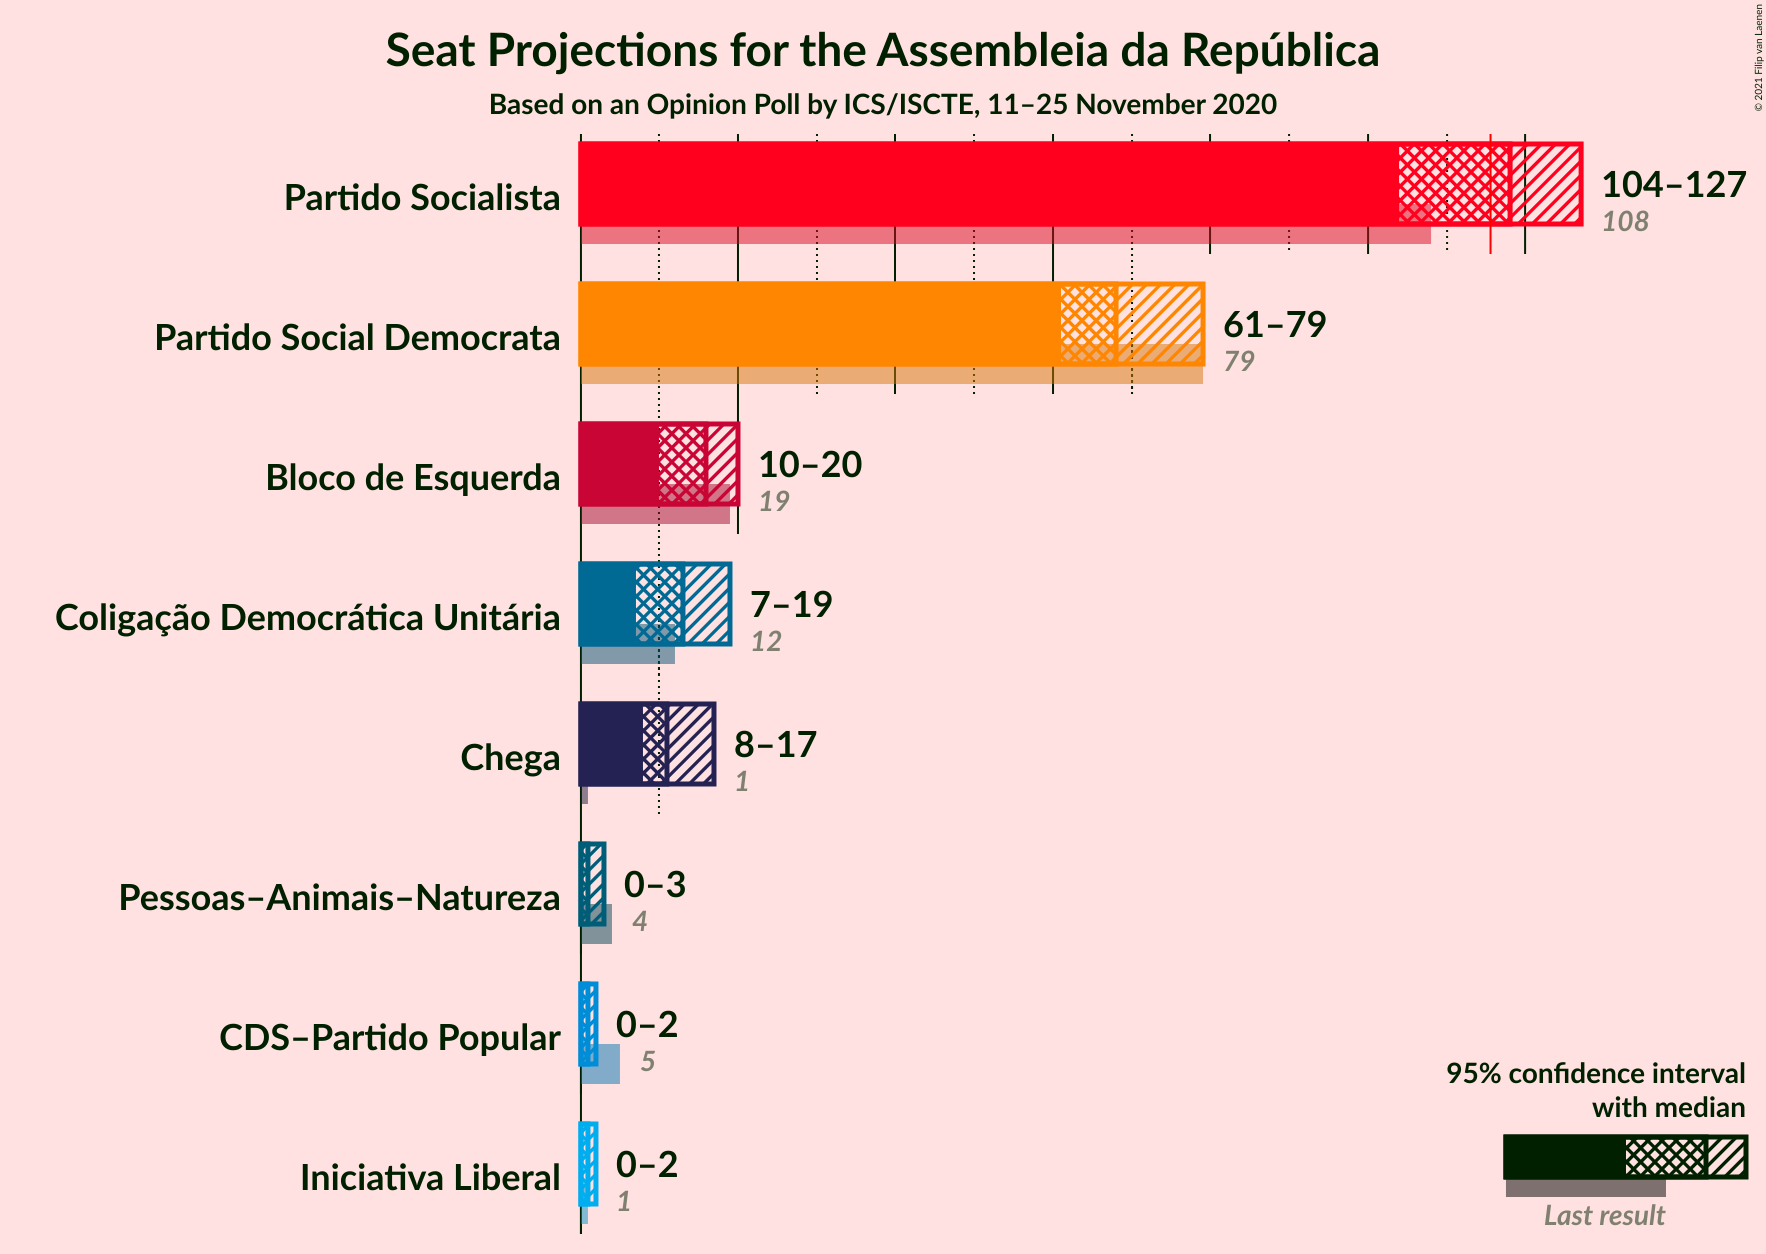 Seat Projections for the Assembleia da República
Based on an Opinion Poll by ICS/ISCTE, 11–25 November 2020
© 2021 Filip van Laenen
Partido Socialista
104–127
108
Partido Social Democrata
61–79
79
Bloco de Esquerda
10–20
19
Coligação Democrática Unitária
7–19
12
Chega
8–17
1
Pessoas–Animais–Natureza
0–3
4
CDS–Partido Popular
0–2
5
Iniciativa Liberal
0–2
1
95% confidence interval
with median
Last result